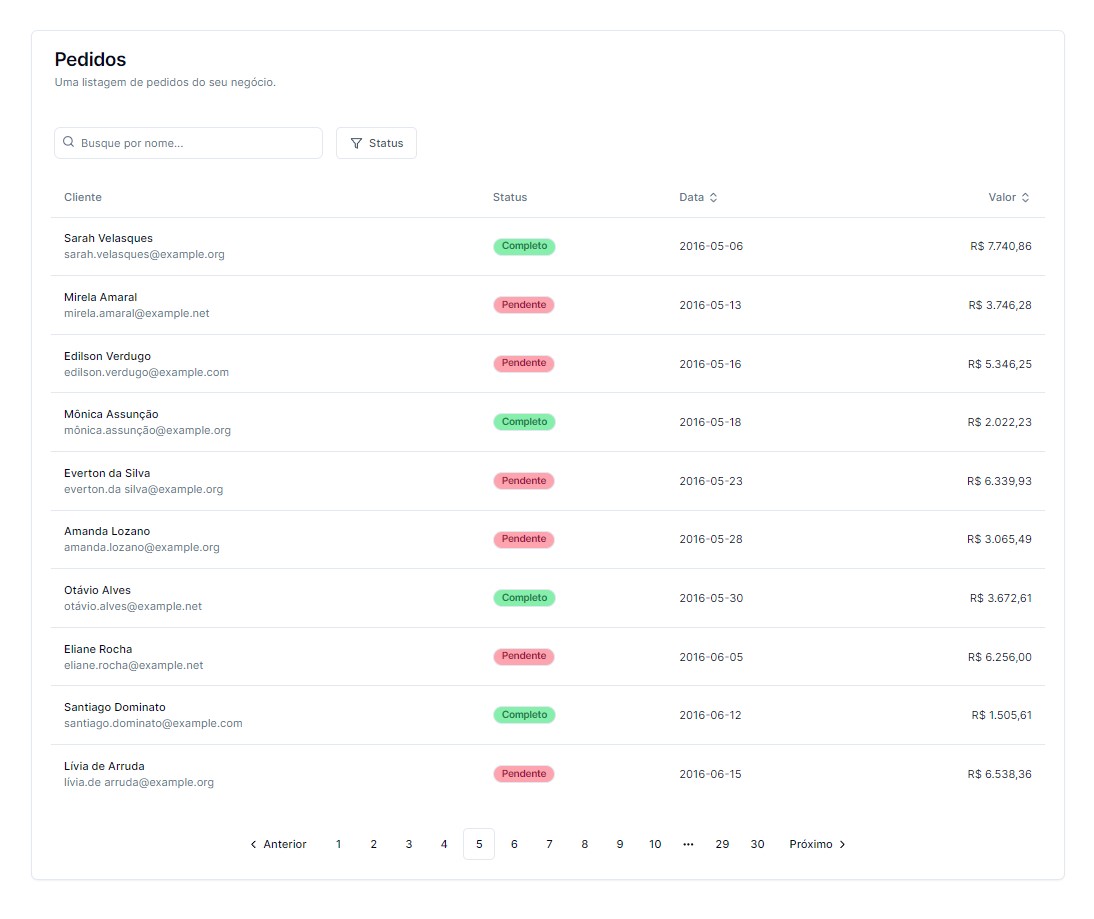 Pedidos
Uma listagem de pedidos do seu negócio.
Busque por nome... Status
Cliente Status Data Valor
Sarah Velasques
sarah.velasques@example.org Completo 2016-05-06 R$ 7.740,86
Mirela Amaral
mirela.amaral@example.net Pendente 2016-05-13 R$ 3.746,28
Edilson Verdugo
edilson.verdugo@example.com Pendente 2016-05-16 R$ 5.346,25
Mônica Assunção
mônica.assunção@example.org Completo 2016-05-18 R$ 2.022,23
Everton da Silva
everton.da silva@example.org Pendente 2016-05-23 R$ 6.339,93
Amanda Lozano
amanda.lozano@example.org Pendente 2016-05-28 R$ 3.065,49
Otávio Alves
otávio.alves@example.net Completo 2016-05-30 R$ 3.672,61
Eliane Rocha
eliane.rocha@example.net Pendente 2016-06-05 R$ 6.256,00
Santiago Dominato
santiago.dominato@example.com Completo 2016-06-12 R$ 1.505,61
Lívia de Arruda
lívia.de arruda@example.org Pendente 2016-06-15 R$ 6.538,36
Anterior 1 2 3 4 5 6 7 8 9 10 ... 29 30 Próximo